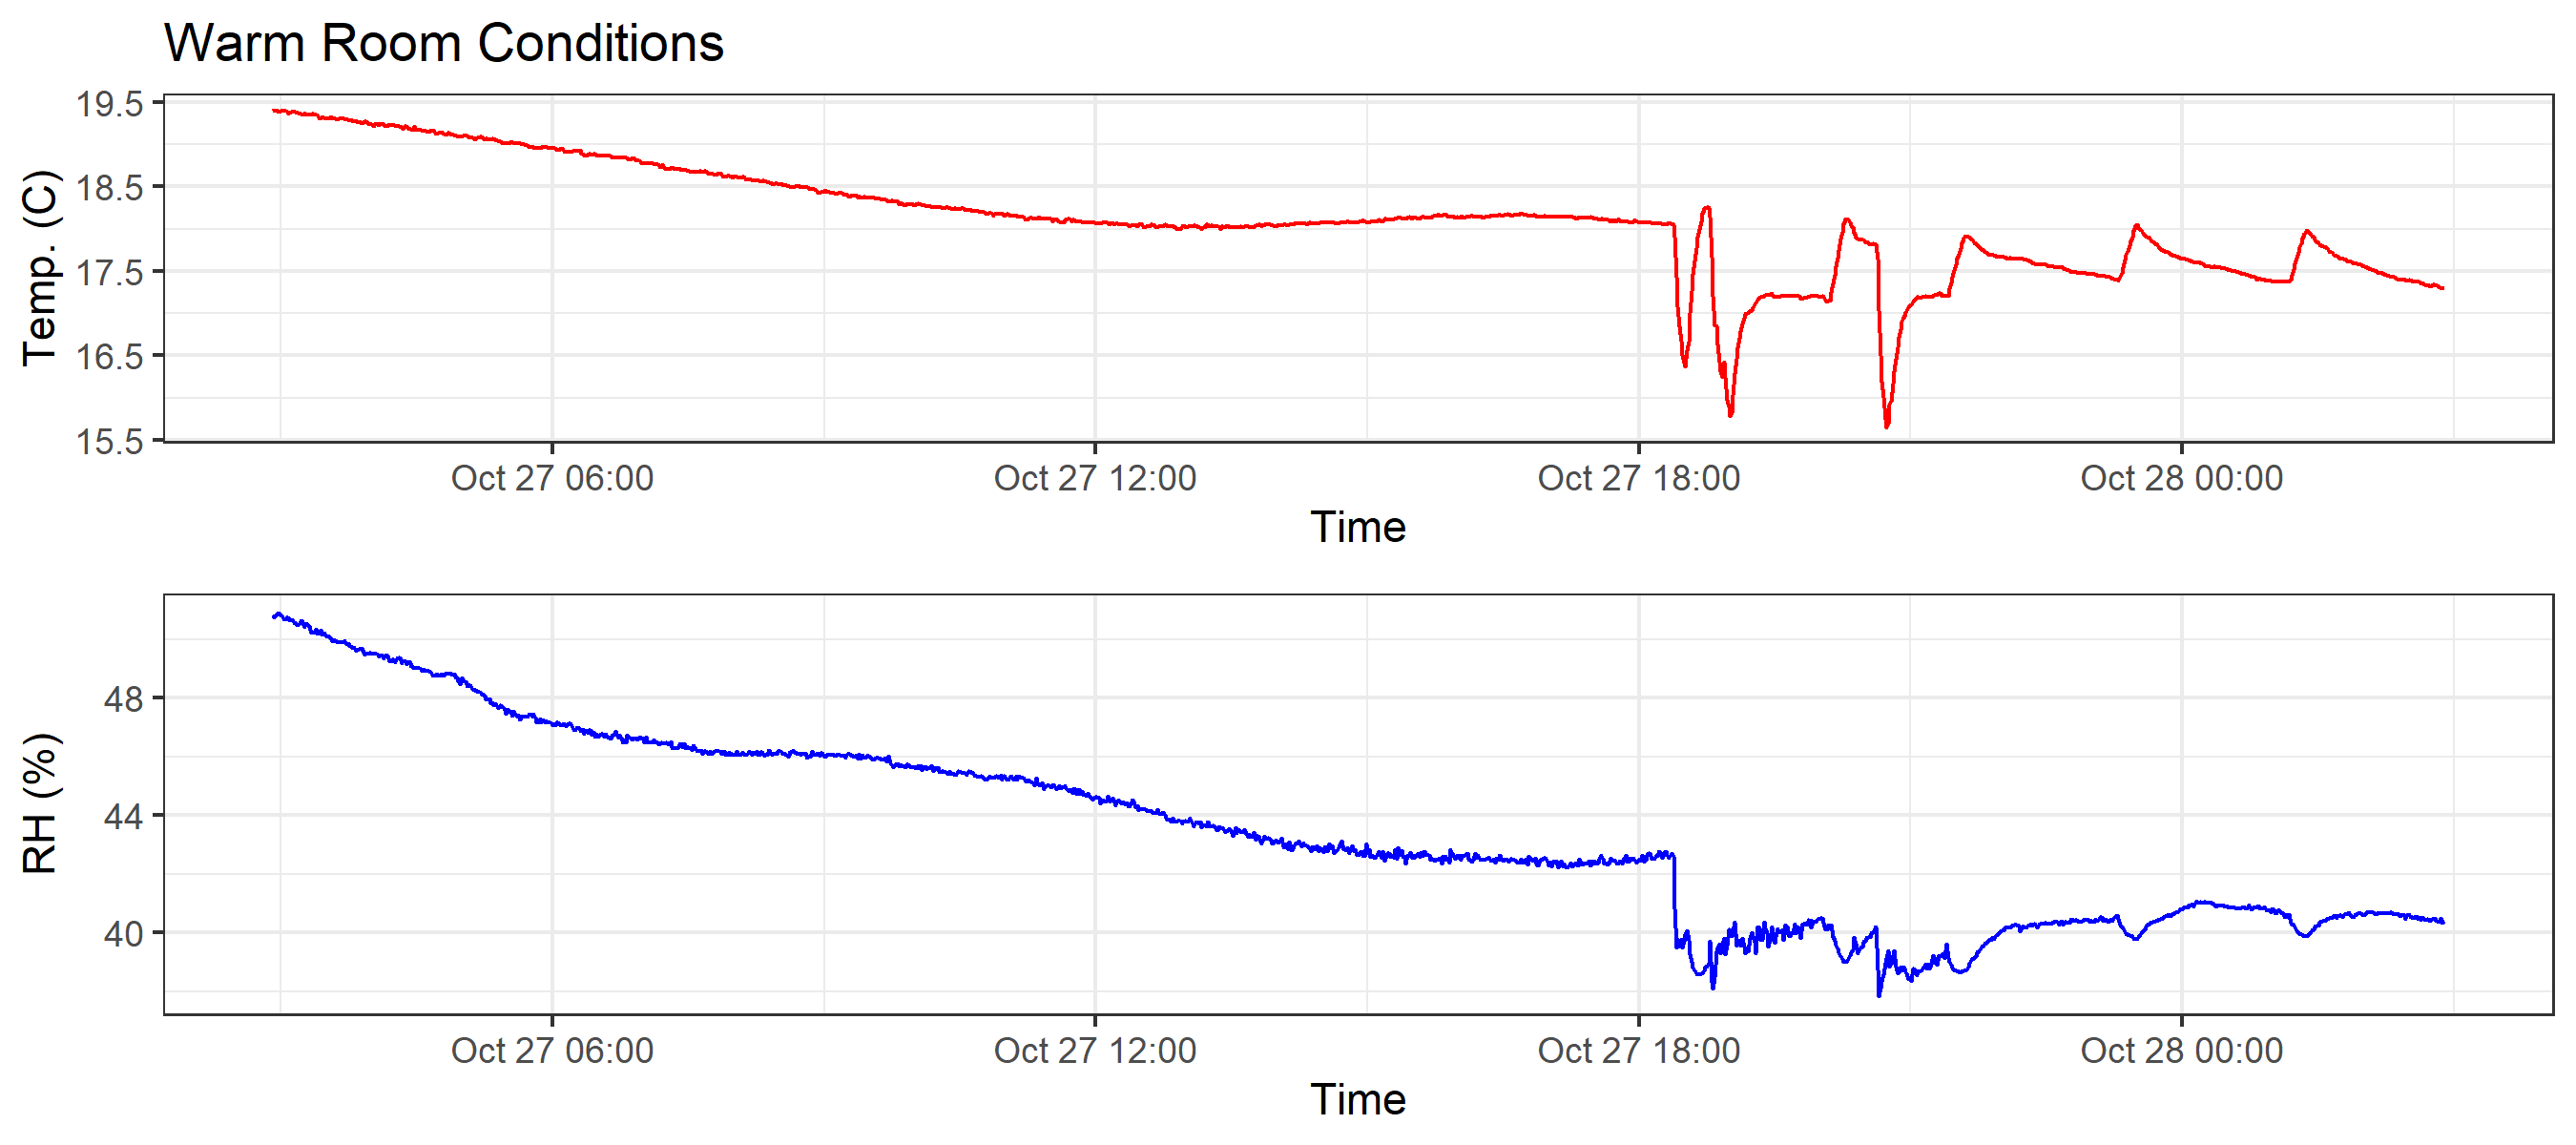 Warm Room Conditions
Temp. (C)
19.5
18.5
17.5
16.5
15.5
Oct 27 06:00 Oct 27 12:00 Oct 27 18:00 Oct 28 00:00
Time
RH (%)
48
44
40
Oct 27 06:00 Oct 27 12:00 Oct 27 18:00 Oct 28 00:00
Time